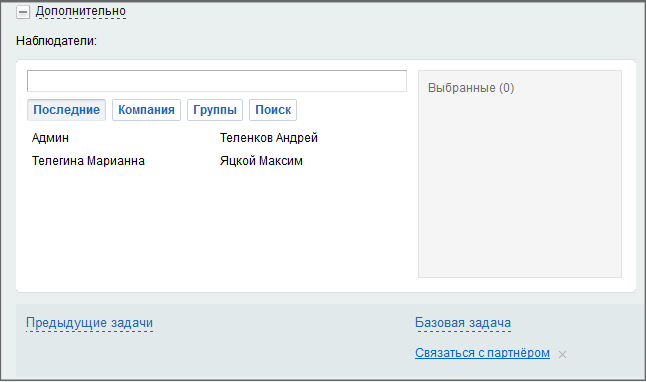 Дополнительно
Наблюдатели:
Выбранные (0)
Последние Компания Группы Поиск
Админ Теленков Андрей
Телегина Марианна Яцкой Максим
Предыдущие задачи Базовая задача
Связаться с партнёром